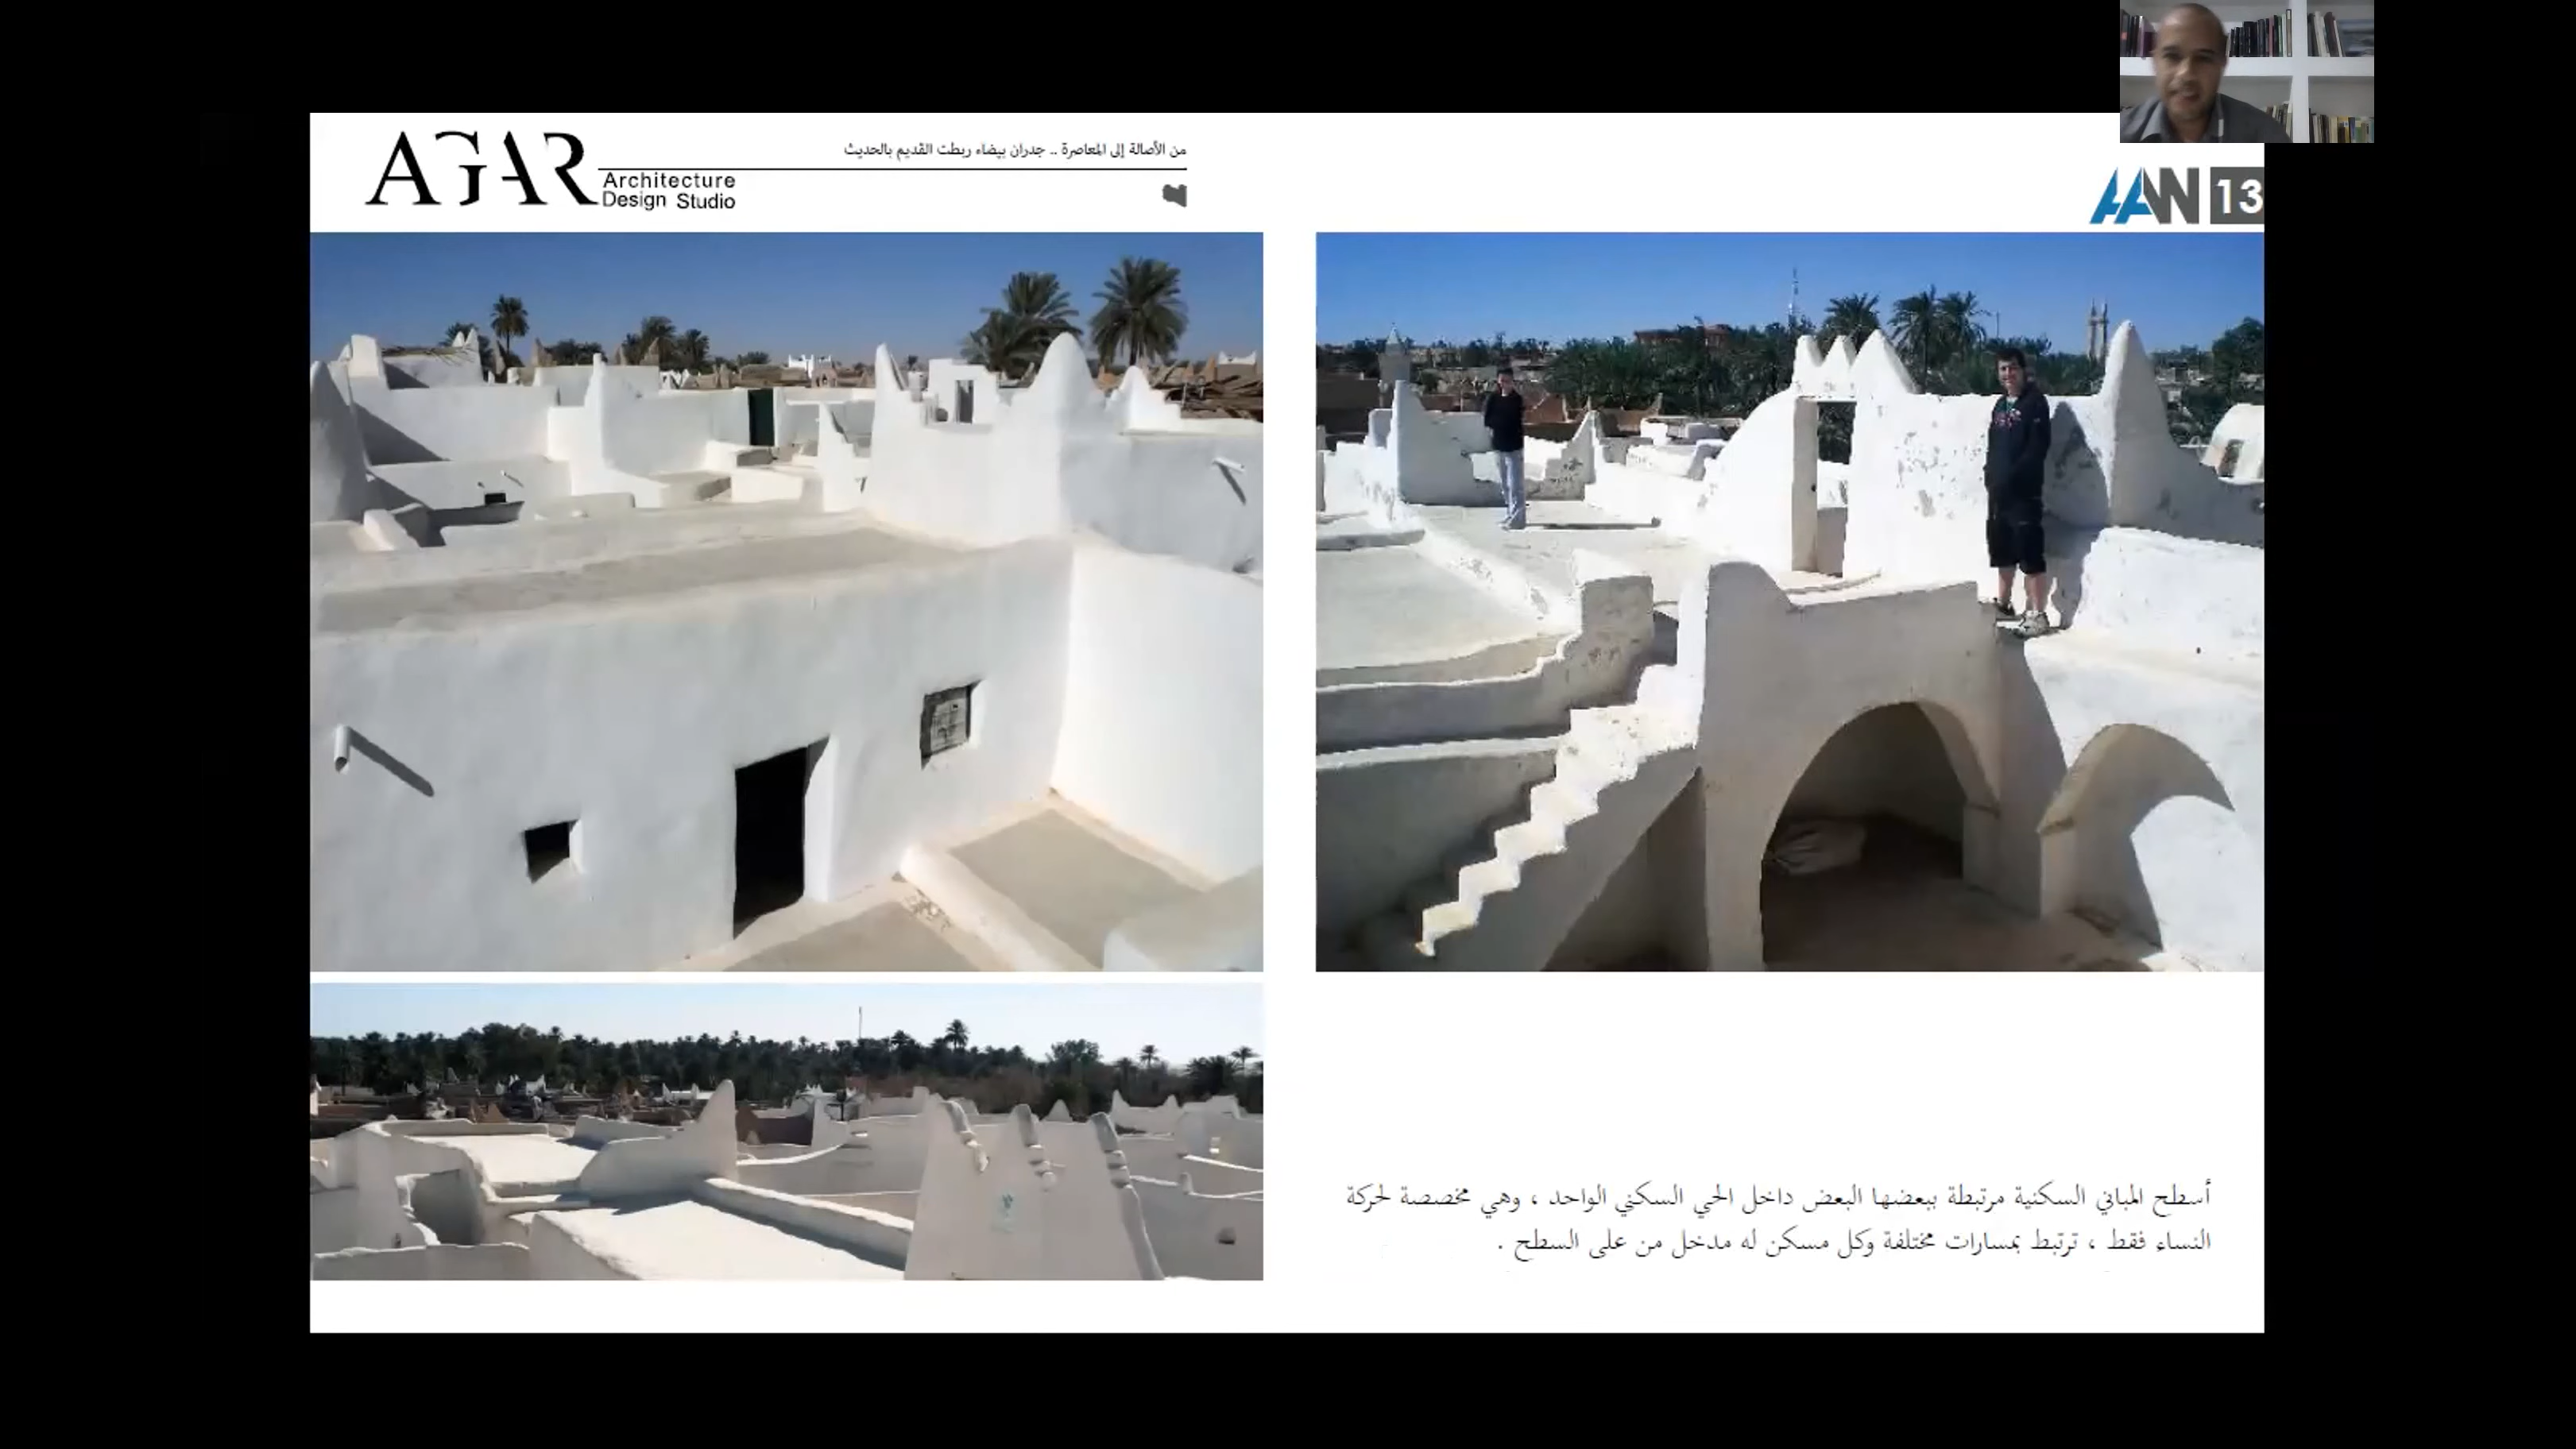 AGAR
Architecture
Design Studio
من الأصالة إلى المعاصرة .. جدران بيضاء ربطت القديم بالحديث
AAN 13
أسطح المباني السكنية مرتبطة ببعضها البعض داخل الحي السكني الواحد ، وهي مخصصة لحركة
النساء فقط ، ترتبط بمسارات مختلفة وكل مسكن له مدخل من على السطح .